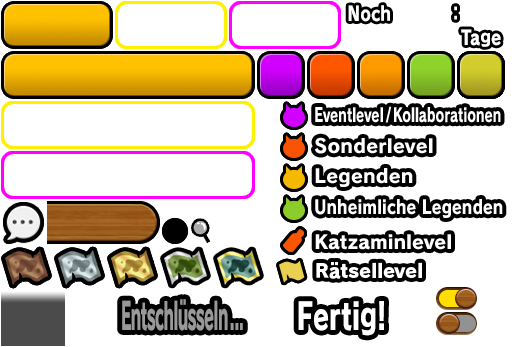 Noch :
Tage
Eventlevel/Kollaborationen
Sonderlevel
Legenden
Unheimliche Legenden
Katzaminlevel
Rätsellevel
Entschlüsseln...
Fertig!